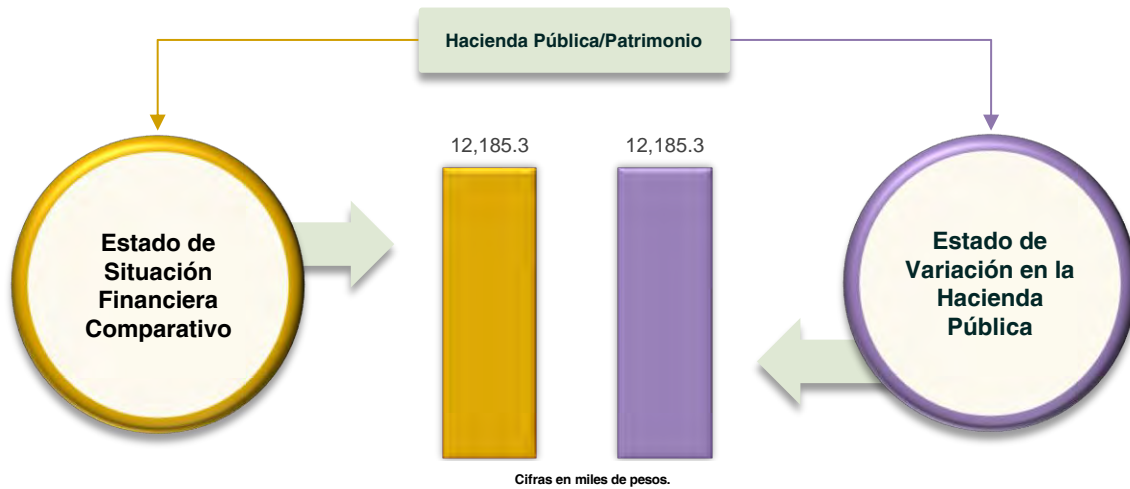 Hacienda Pública/Patrimonio
12,185.3
12,185.3
Estado de
Situación
Financiera
Comparativo
Estado de
Variación en la
Hacienda
Pública
Cifras en miles de pesos.